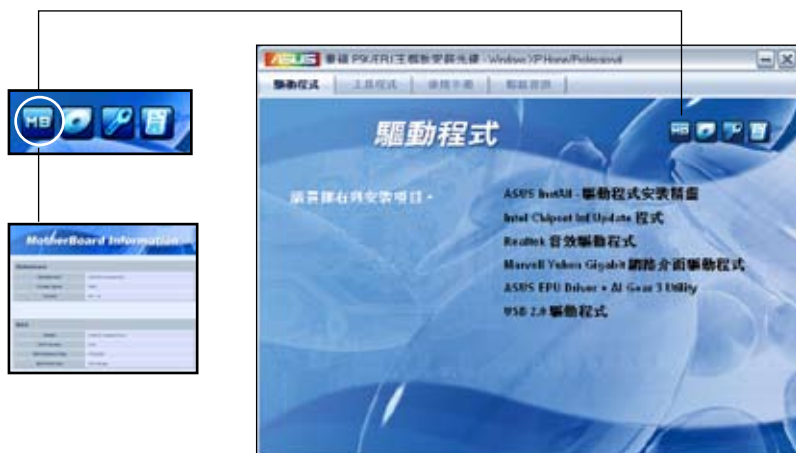 ASUS 華碩 P5K/EPU 主機板安裝光碟 - Windows XP Home/Professional
驅動程式 工具程式 使用手冊 聯絡資訊
驅動程式
MB
MB
請選擇右列安裝項目。
ASUS InstAll - 驅動程式安裝精靈
Intel Chipset Inf Update 程式
Realtek 音效驅動程式
Marvell Yukon Gigabit 網路介面驅動程式
ASUS EPU Driver + AI Gear 3 Utility
USB 2.0 驅動程式
MotherBoard Information